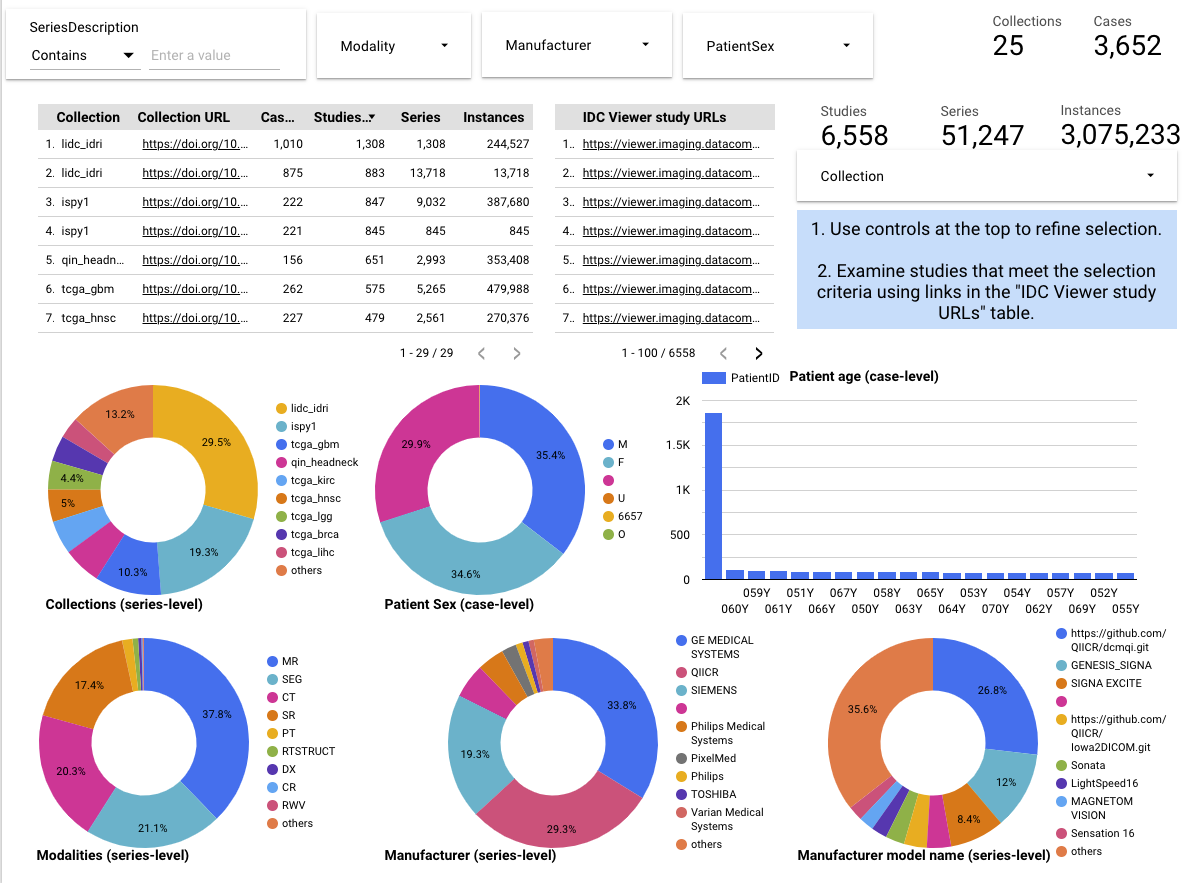 SeriesDescription
Contains
Enter a value
Modality
Manufacturer
PatientSex
Collections
25
Cases
3,652
Collection Collection URL Cas... Studies... Series Instances
1. lidc_idri https://doi.org/10.... 1,010 1,308 1,308 244,527
2. lidc_idri https://doi.org/10.... 875 883 13,718 13,718
3. ispy1 https://doi.org/10.... 222 847 9,032 387,680
4. ispy1 https://doi.org/10.... 221 845 845 845
5. qin_headn... https://doi.org/10.... 156 651 2,993 353,408
6. tcga_gbm https://doi.org/10.... 262 575 5,265 479,988
7. tcga_hnsc https://doi.org/10.... 227 479 2,561 270,376
1 - 29 / 29
IDC Viewer study URLs
1.. https://viewer.imaging.datacom...
2.. https://viewer.imaging.datacom...
3.. https://viewer.imaging.datacom...
4.. https://viewer.imaging.datacom...
5.. https://viewer.imaging.datacom...
6.. https://viewer.imaging.datacom...
7.. https://viewer.imaging.datacom...
1 - 100 / 6558
Studies
6,558
Series
51,247
Instances
3,075,233
Collection
1. Use controls at the top to refine selection.
2. Examine studies that meet the selection
criteria using links in the "IDC Viewer study
URLs" table.
13.2%
29.5%
4.4%
5%
19.3%
10.3%
lidc_idri
ispy1
tcga_gbm
qin_headneck
tcga_kirc
tcga_hnsc
tcga_lgg
tcga_brca
tcga_lihc
others
Collections (series-level)
29.9%
35.4%
34.6%
M
F
U
6657
O
Patient Sex (case-level)
PatientID
Patient age (case-level)
2K
1.5K
1K
500
0
059Y 051Y 067Y 058Y 065Y 053Y 054Y 057Y 052Y
060Y 061Y 066Y 050Y 063Y 064Y 070Y 062Y 069Y 055Y
17.4%
37.8%
20.3%
21.1%
MR
SEG
CT
SR
PT
RTSTRUCT
DX
CR
RWV
others
Modalities (series-level)
33.8%
19.3%
29.3%
GE MEDICAL
SYSTEMS
QIICR
SIEMENS
Philips Medical
Systems
PixelMed
Philips
TOSHIBA
Varian Medical
Systems
others
Manufacturer (series-level)
26.8%
35.6%
12%
8.4%
https://github.com/
QIICR/dcmqi.git
GENESIS_SIGNA
SIGNA EXCITE
https://github.com/
QIICR/
Iowa2DICOM.git
Sonata
LightSpeed16
MAGNETOM
VISION
Sensation 16
others
Manufacturer model name (series-level)